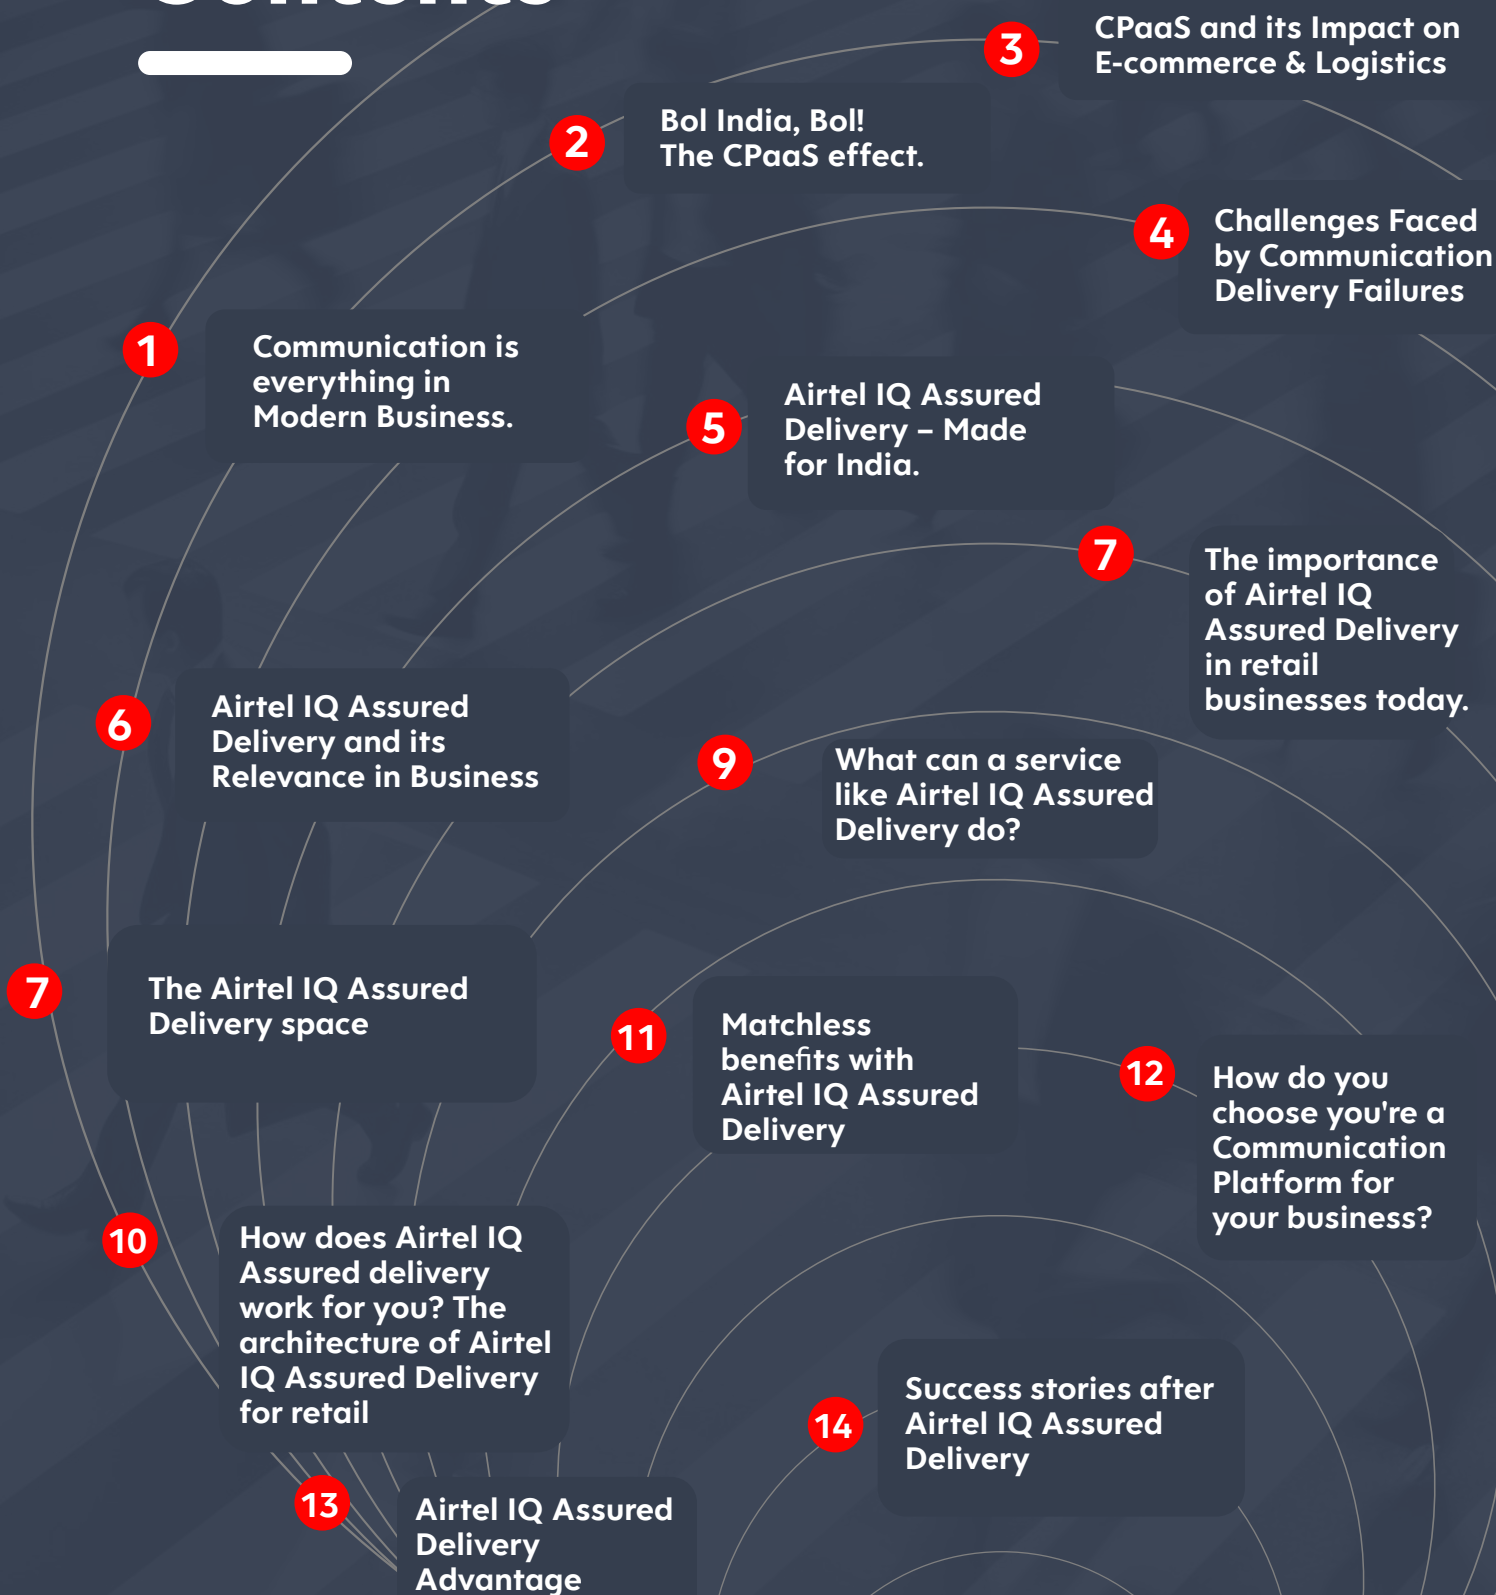 Contents
3
CPaaS and its Impact on
E-commerce & Logistics
2
Bol India, Bol!
The CPaaS effect.
4
Challenges Faced
by Communication
Delivery Failures
1
Communication is
everything in
Modern Business.
5
Airtel IQ Assured
Delivery – Made
for India.
7
The importance
of Airtel IQ
Assured Delivery
in retail
businesses today.
6
Airtel IQ Assured
Delivery and its
Relevance in Business
9
What can a service
like Airtel IQ Assured
Delivery do?
7
The Airtel IQ Assured
Delivery space
11
Matchless
benefits with
Airtel IQ Assured
Delivery
12
How do you
choose you're a
Communication
Platform for
your business?
10
How does Airtel IQ
Assured delivery
work for you? The
architecture of Airtel
IQ Assured Delivery
for retail
14
Success stories after
Airtel IQ Assured
Delivery
13
Airtel IQ Assured
Delivery
Advantage